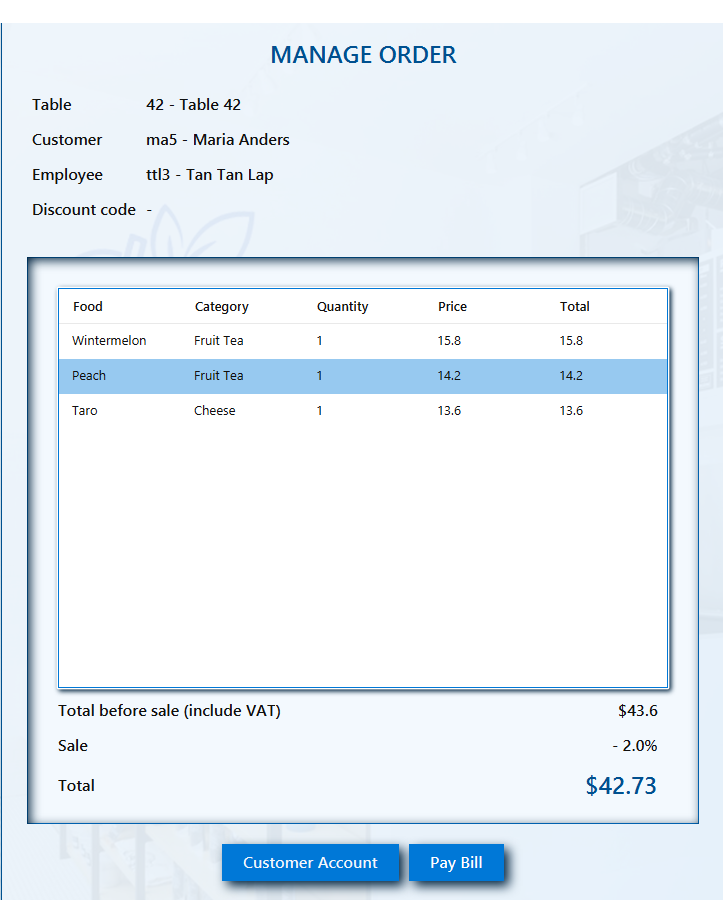 MANAGE ORDER
Table 42 - Table 42
Customer ma5 - Maria Anders
Employee ttl3 - Tan Tan Lap
Discount code -
Food Category Quantity Price Total
Wintermelon Fruit Tea 1 15.8 15.8
Peach Fruit Tea 1 14.2 14.2
Taro Cheese 1 13.6 13.6
Total before sale (include VAT) $43.6
Sale - 2.0%
Total $42.73
Customer Account Pay Bill